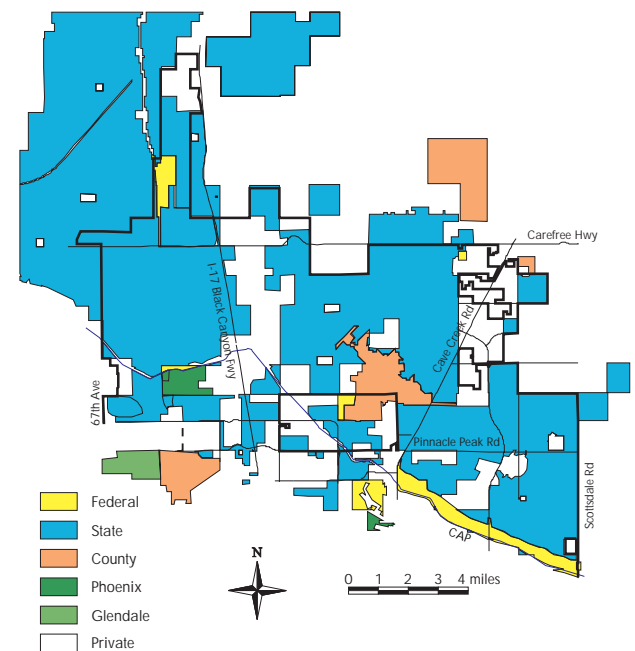 Carefree Hwy
I-17 Black Canyon Fwy
Cave Creek Rd
67th Ave
Pinnacle Peak Rd
Scottsdale Rd
CAP
Federal
State
County
Phoenix
Glendale
Private
N
0 1 2 3 4 miles